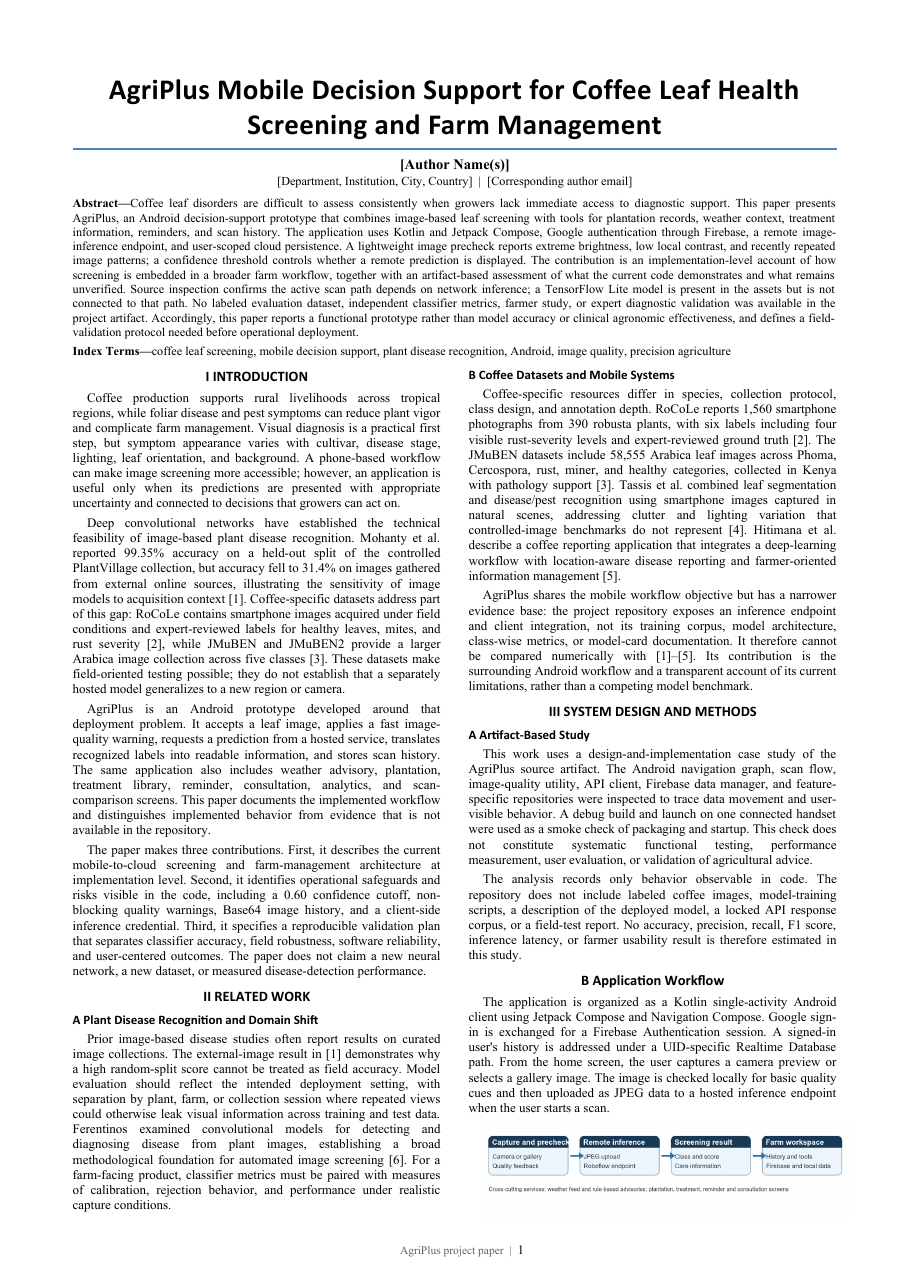 AgriPlus Mobile Decision Support for Coffee Leaf Health
Screening and Farm Management
[Author Name(s)]
[Department, Institution, City, Country] | [Corresponding author email]
Abstract—Coffee leaf disorders are difficult to assess consistently when growers lack immediate access to diagnostic support. This paper presents
AgriPlus, an Android decision-support prototype that combines image-based leaf screening with tools for plantation records, weather context, treatment
information, reminders, and scan history. The application uses Kotlin and Jetpack Compose, Google authentication through Firebase, a remote image-
inference endpoint, and user-scoped cloud persistence. A lightweight image precheck reports extreme brightness, low local contrast, and recently repeated
image patterns; a confidence threshold controls whether a remote prediction is displayed. The contribution is an implementation-level account of how
screening is embedded in a broader farm workflow, together with an artifact-based assessment of what the current code demonstrates and what remains
unverified. Source inspection confirms the active scan path depends on network inference; a TensorFlow Lite model is present in the assets but is not
connected to that path. No labeled evaluation dataset, independent classifier metrics, farmer study, or expert diagnostic validation was available in the
project artifact. Accordingly, this paper reports a functional prototype rather than model accuracy or clinical agronomic effectiveness, and defines a field-
validation protocol needed before operational deployment.
Index Terms—coffee leaf screening, mobile decision support, plant disease recognition, Android, image quality, precision agriculture
I INTRODUCTION
Coffee production supports rural livelihoods across tropical
regions, while foliar disease and pest symptoms can reduce plant vigor
and complicate farm management. Visual diagnosis is a practical first
step, but symptom appearance varies with cultivar, disease stage,
lighting, leaf orientation, and background. A phone-based workflow
can make image screening more accessible; however, an application is
useful only when its predictions are presented with appropriate
uncertainty and connected to decisions that growers can act on.
Deep convolutional networks have established the technical
feasibility of image-based plant disease recognition. Mohanty et al.
reported 99.35% accuracy on a held-out split of the controlled
PlantVillage collection, but accuracy fell to 31.4% on images gathered
from external online sources, illustrating the sensitivity of image
models to acquisition context [1]. Coffee-specific datasets address part
of this gap: RoCoLe contains smartphone images acquired under field
conditions and expert-reviewed labels for healthy leaves, mites, and
rust severity [2], while JMuBEN and JMuBEN2 provide a larger
Arabica image collection across five classes [3]. These datasets make
field-oriented testing possible; they do not establish that a separately
hosted model generalizes to a new region or camera.
AgriPlus is an Android prototype developed around that
deployment problem. It accepts a leaf image, applies a fast image-
quality warning, requests a prediction from a hosted service, translates
recognized labels into readable information, and stores scan history.
The same application also includes weather advisory, plantation,
treatment library, reminder, consultation, analytics, and scan-
comparison screens. This paper documents the implemented workflow
and distinguishes implemented behavior from evidence that is not
available in the repository.
The paper makes three contributions. First, it describes the current
mobile-to-cloud screening and farm-management architecture at
implementation level. Second, it identifies operational safeguards and
risks visible in the code, including a 0.60 confidence cutoff, non-
blocking quality warnings, Base64 image history, and a client-side
inference credential. Third, it specifies a reproducible validation plan
that separates classifier accuracy, field robustness, software reliability,
and user-centered outcomes. The paper does not claim a new neural
network, a new dataset, or measured disease-detection performance.
II RELATED WORK
A Plant Disease Recognition and Domain Shift
Prior image-based disease studies often report results on curated
image collections. The external-image result in [1] demonstrates why
a high random-split score cannot be treated as field accuracy. Model
evaluation should reflect the intended deployment setting, with
separation by plant, farm, or collection session where repeated views
could otherwise leak visual information across training and test data.
Ferentinos examined convolutional models for detecting and
diagnosing disease from plant images, establishing a broad
methodological foundation for automated image screening [6]. For a
farm-facing product, classifier metrics must be paired with measures
of calibration, rejection behavior, and performance under realistic
capture conditions.
B Coffee Datasets and Mobile Systems
Coffee-specific resources differ in species, collection protocol,
class design, and annotation depth. RoCoLe reports 1,560 smartphone
photographs from 390 robusta plants, with six labels including four
visible rust-severity levels and expert-reviewed ground truth [2]. The
JMuBEN datasets include 58,555 Arabica leaf images across Phoma,
Cercospora, rust, miner, and healthy categories, collected in Kenya
with pathology support [3]. Tassis et al. combined leaf segmentation
and disease/pest recognition using smartphone images captured in
natural scenes, addressing clutter and lighting variation that
controlled-image benchmarks do not represent [4]. Hitimana et al.
describe a coffee reporting application that integrates a deep-learning
workflow with location-aware disease reporting and farmer-oriented
information management [5].
AgriPlus shares the mobile workflow objective but has a narrower
evidence base: the project repository exposes an inference endpoint
and client integration, not its training corpus, model architecture,
class-wise metrics, or model-card documentation. It therefore cannot
be compared numerically with [1]–[5]. Its contribution is the
surrounding Android workflow and a transparent account of its current
limitations, rather than a competing model benchmark.
III SYSTEM DESIGN AND METHODS
A Artifact-Based Study
This work uses a design-and-implementation case study of the
AgriPlus source artifact. The Android navigation graph, scan flow,
image-quality utility, API client, Firebase data manager, and feature-
specific repositories were inspected to trace data movement and user-
visible behavior. A debug build and launch on one connected handset
were used as a smoke check of packaging and startup. This check does
not constitute systematic functional testing, performance
measurement, user evaluation, or validation of agricultural advice.
The analysis records only behavior observable in code. The
repository does not include labeled coffee images, model-training
scripts, a description of the deployed model, a locked API response
corpus, or a field-test report. No accuracy, precision, recall, F1 score,
inference latency, or farmer usability result is therefore estimated in
this study.
B Application Workflow
The application is organized as a Kotlin single-activity Android
client using Jetpack Compose and Navigation Compose. Google sign-
in is exchanged for a Firebase Authentication session. A signed-in
user's history is addressed under a UID-specific Realtime Database
path. From the home screen, the user captures a camera preview or
selects a gallery image. The image is checked locally for basic quality
cues and then uploaded as JPEG data to a hosted inference endpoint
when the user starts a scan.
Capture and precheck
Camera or gallery
Quality feedback
Remote inference
JPEG upload
Roboflow endpoint
Screening result
Class and score
Care information
Farm workspace
History and tools
Firebase and local data
Cross-cutting services: weather feed and rule-based advisories; plantation, treatment, reminder and consultation screens
AgriPlus project paper | 1